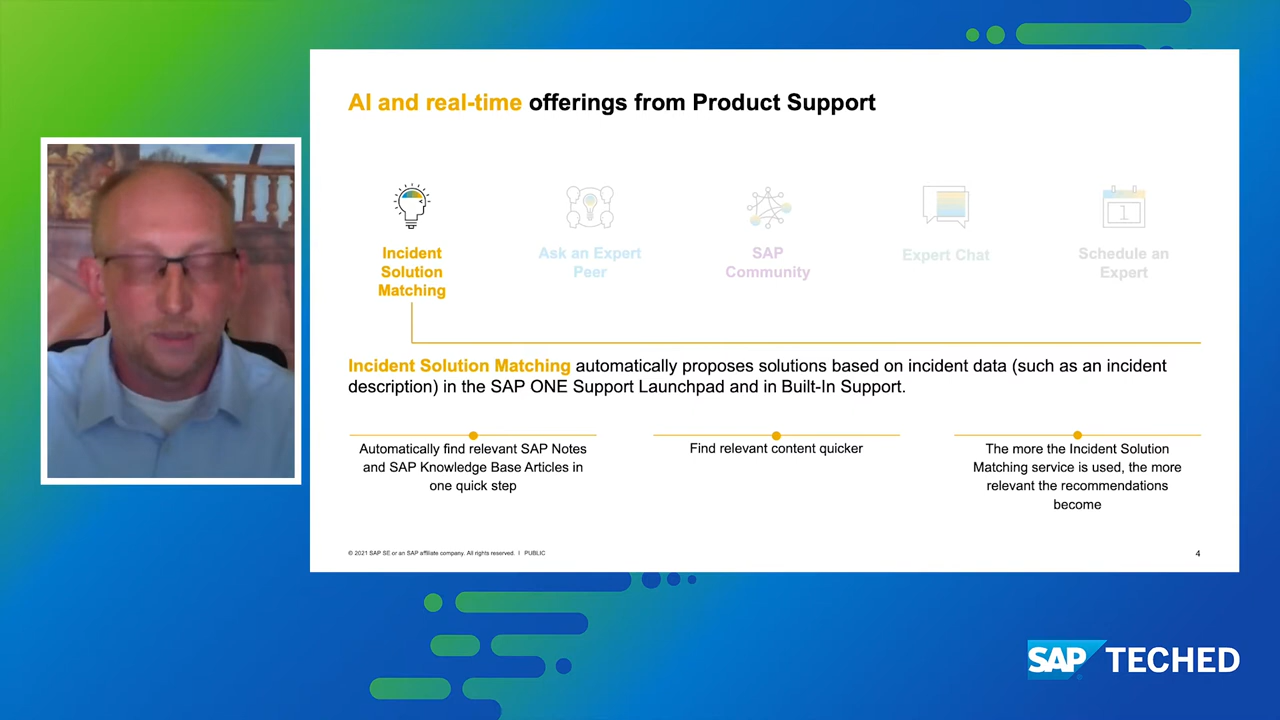 AI and real-time offerings from Product Support
Incident
Solution
Matching
Ask an Expert
Peer
SAP
Community
Expert Chat
1
Schedule an
Expert
Incident Solution Matching automatically proposes solutions based on incident data (such as an incident
description) in the SAP ONE Support Launchpad and in Built-In Support.
Automatically find relevant SAP Notes
and SAP Knowledge Base Articles in
one quick step
Find relevant content quicker
The more the Incident Solution
Matching service is used, the more
relevant the recommendations
become
© 2021 SAP SE or an SAP affiliate company. All rights reserved. I PUBLIC
4
SAP TECHED